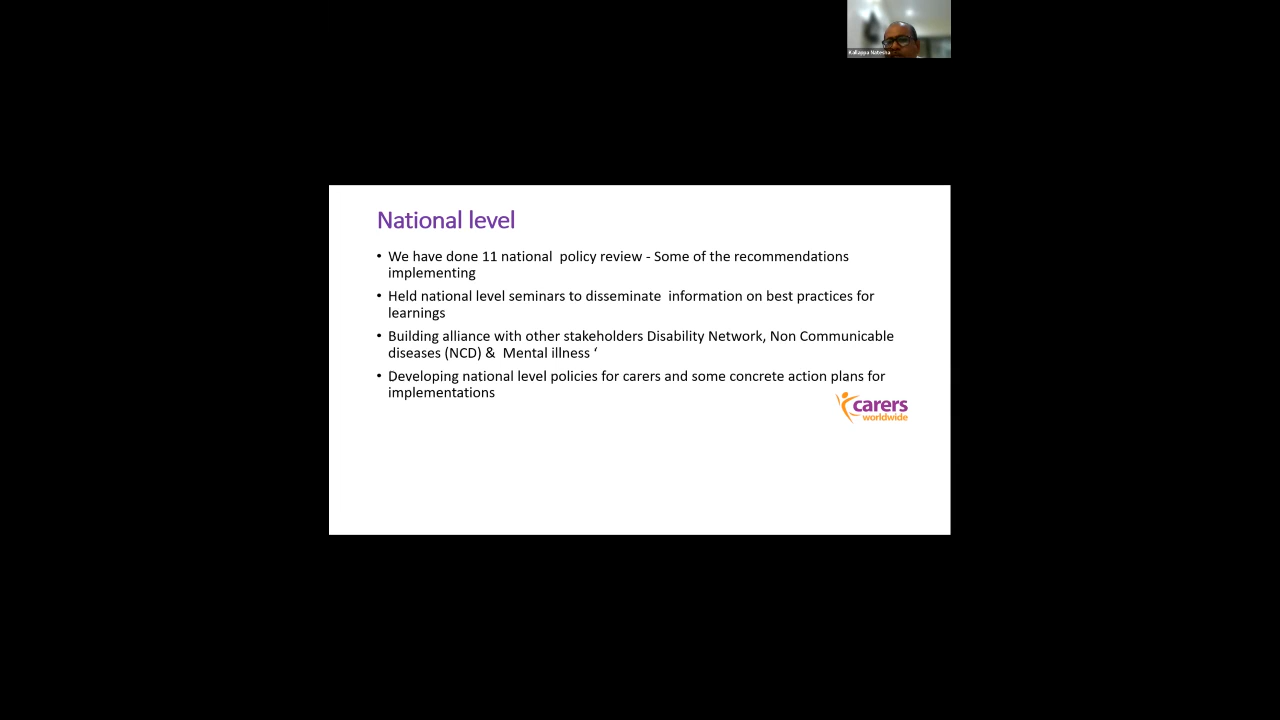 Kallappa Natesha
National level
• We have done 11 national  policy review - Some of the recommendations
implementing
• Held national level seminars to disseminate  information on best practices for
learnings
• Building alliance with other stakeholders Disability Network, Non Communicable
diseases (NCD) &  Mental illness ‘
• Developing national level policies for carers and some concrete action plans for
implementations
carers
worldwide